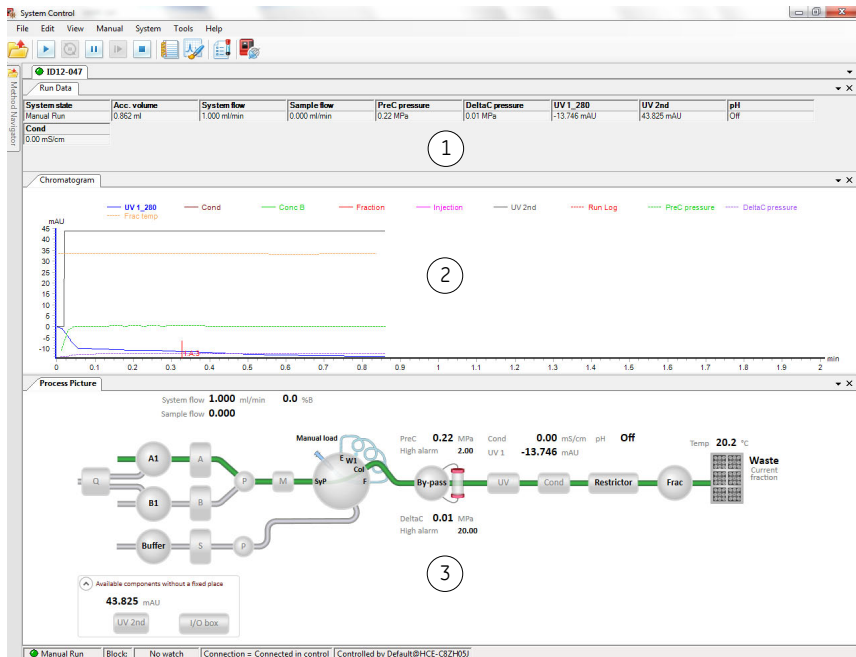 System Control
File Edit View Manual System Tools Help
ID12-047
Method Navigator
Run Data
System state Acc. volume System flow Sample flow PreC pressure DeltaC pressure UV 1_280 UV 2nd pH
Manual Run 0.862 ml 1.000 ml/min 0.000 ml/min 0.22 MPa 0.01 MPa -13.746 mAU 43.825 mAU Off
Cond
0.00 mS/cm
1
Chromatogram
UV 1_280 Cond Conc B Fraction Injection UV 2nd Run Log PreC pressure DeltaC pressure
Frac temp
mAU
45
40
35
30
25
20
15
10
5
0
-5
-10
2
1.A.3
min
0 0.1 0.2 0.3 0.4 0.5 0.6 0.7 0.8 0.9 1 1.1 1.2 1.3 1.4 1.5 1.6 1.7 1.8 1.9 2
Process Picture
System flow 1.000 ml/min 0.0 %B
Sample flow 0.000
Manual load PreC 0.22 MPa Cond 0.00 mS/cm pH Off Temp 20.2 °C
High alarm 2.00 UV 1 -13.746 mAU
A1 A E W1 Col Waste
Current
fraction
Q P M SyP F By-pass UV Cond Restrictor Frac
B1 B
DeltaC 0.01 MPa
High alarm 20.00
Buffer S P
3
Available components without a fixed place
43.825 mAU
UV 2nd I/O box
Manual Run Block: No watch Connection = Connected in control Controlled by Default@HCE-C8ZH05J